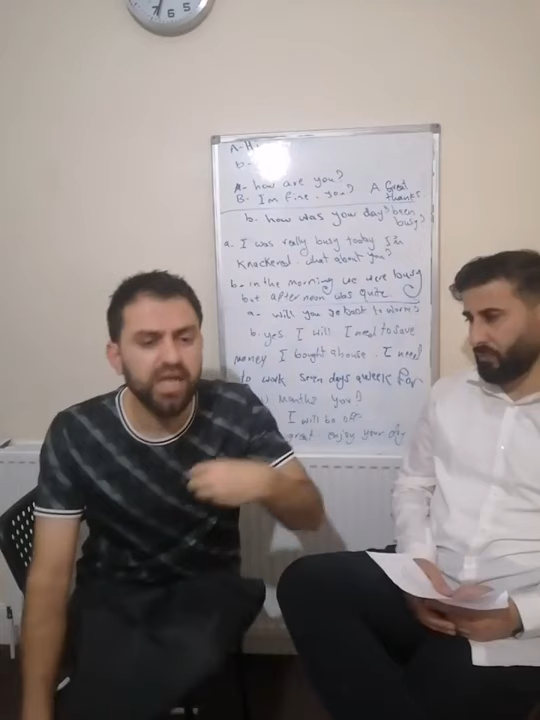 6 5
A- Hi
b-
A- how are you?
B- I'm fine. you? A Great thanks
b. how was your day? been busy?
a. I was really busy today I'm
knackered. what about you?
b- in the morning we were busy
but afternoon was quite
a- will you go back to work?
b. yes I will I need to save
money I bought a house. I need
to work seven days a week for
months you?
I will be off
great. enjoy your day